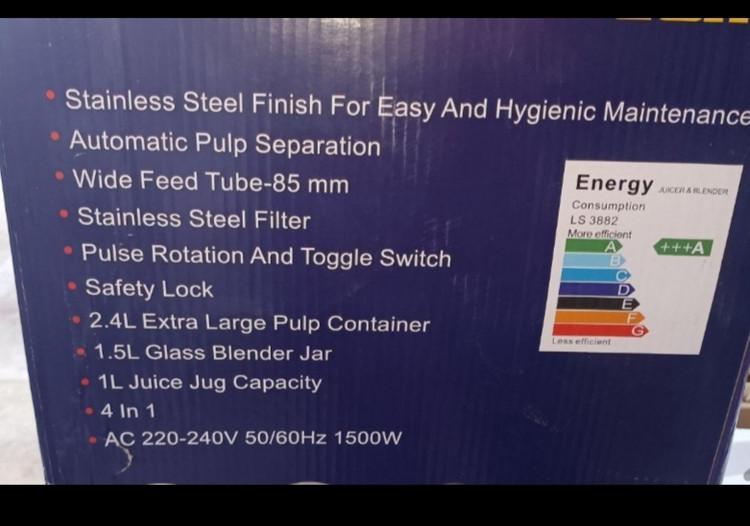 • Stainless Steel Finish For Easy And Hygienic Maintenance
• Automatic Pulp Separation
• Wide Feed Tube-85 mm
• Stainless Steel Filter
• Pulse Rotation And Toggle Switch
• Safety Lock
• 2.4L Extra Large Pulp Container
• 1.5L Glass Blender Jar
• 1L Juice Jug Capacity
• 4 In 1
• AC 220-240V 50/60Hz 1500W
Energy JUICER & BLENDER
Consumption
LS 3882
More efficient
A +++A
B
C
D
E
F
G
Less efficient